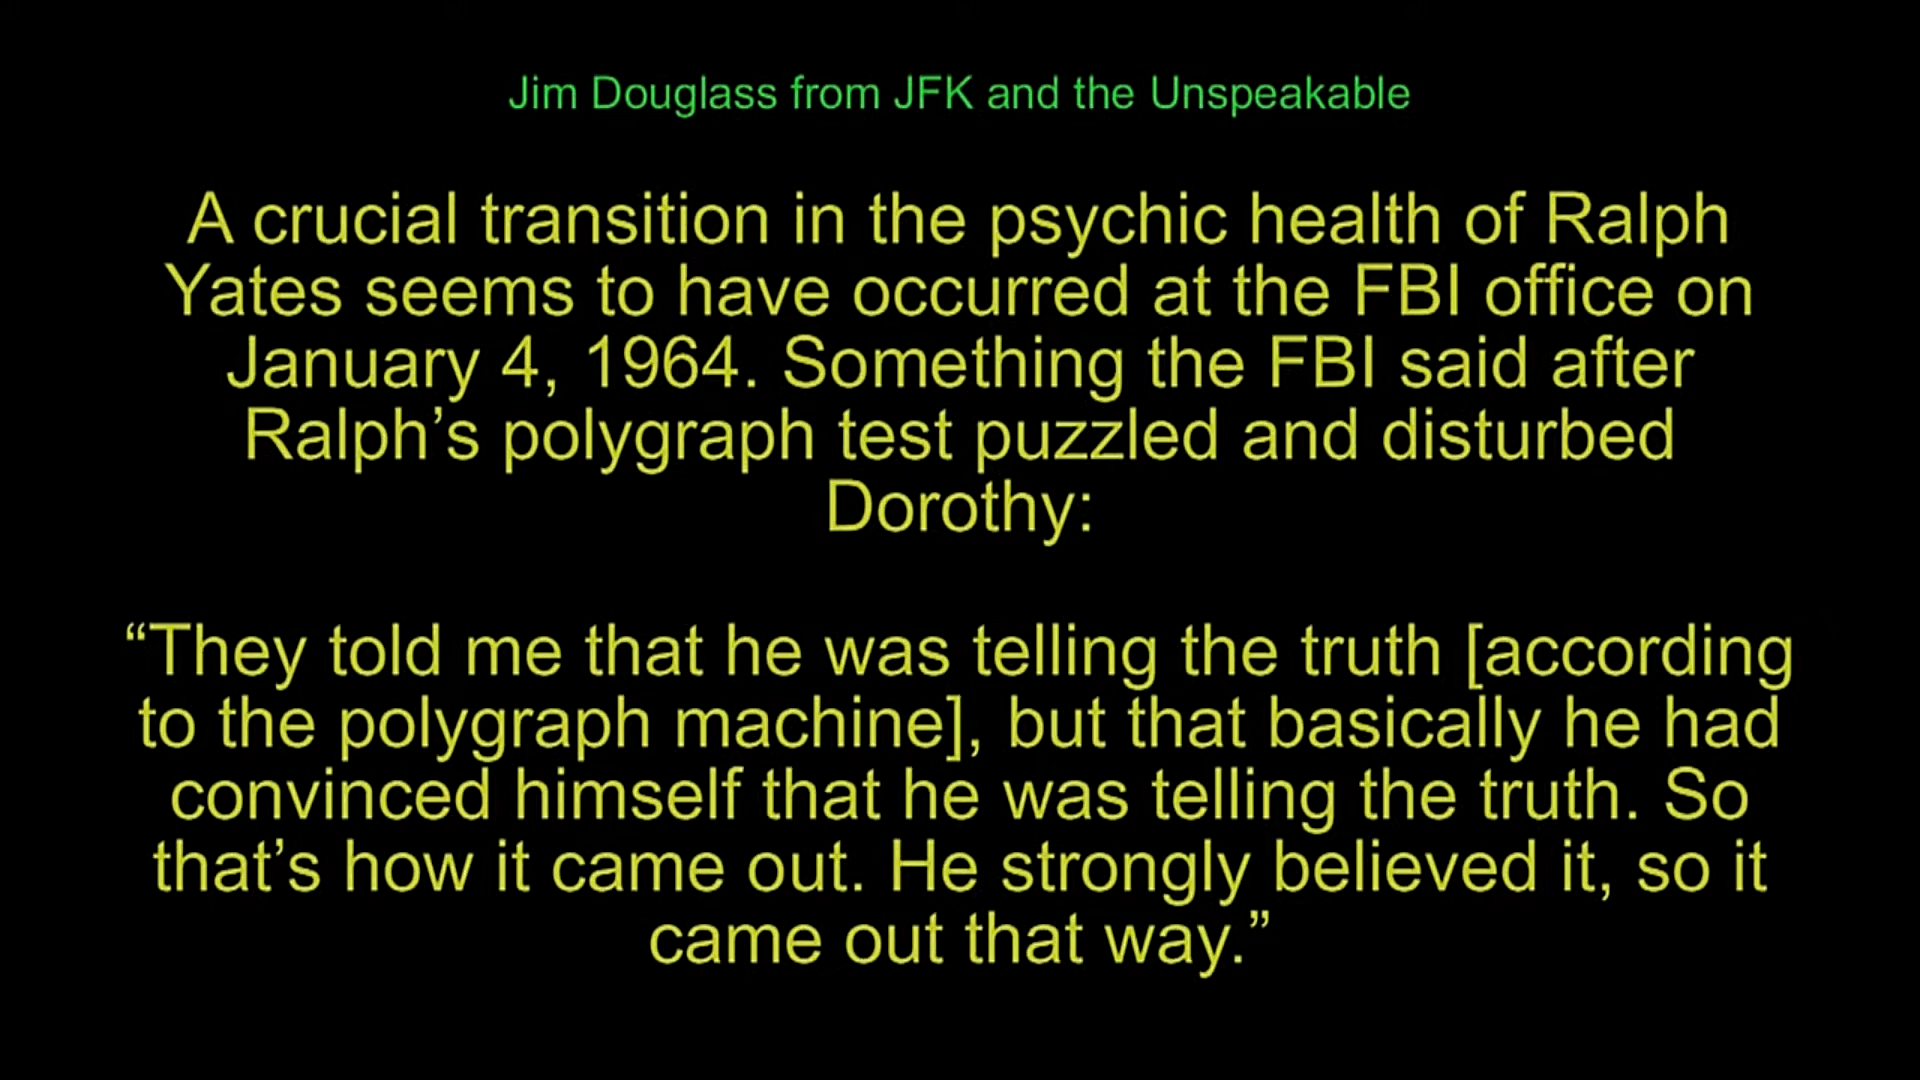 Jim Douglass from JFK and the Unspeakable
A crucial transition in the psychic health of Ralph
Yates seems to have occurred at the FBI office on
January 4, 1964. Something the FBI said after
Ralph’s polygraph test puzzled and disturbed
Dorothy:
“They told me that he was telling the truth [according
to the polygraph machine], but that basically he had
convinced himself that he was telling the truth. So
that’s how it came out. He strongly believed it, so it
came out that way.”